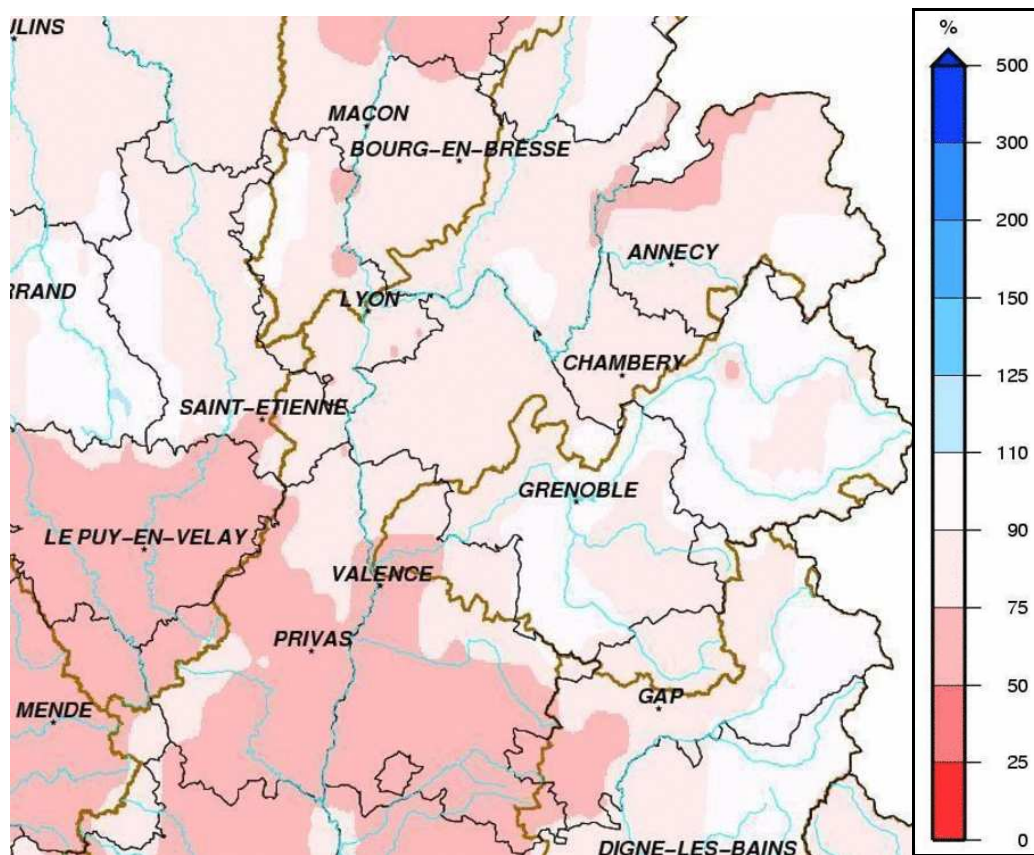 ULINS
MACON
BOURG-EN-BRESSE
ANNECY
RRAND
LYON
CHAMBERY
SAINT-ETIENNE
GRENOBLE
LE PUY-EN-VELAY
VALENCE
PRIVAS
MENDE
GAP
DIGNE-LES-BAINS
%
500
300
200
150
125
110
90
75
50
25
0